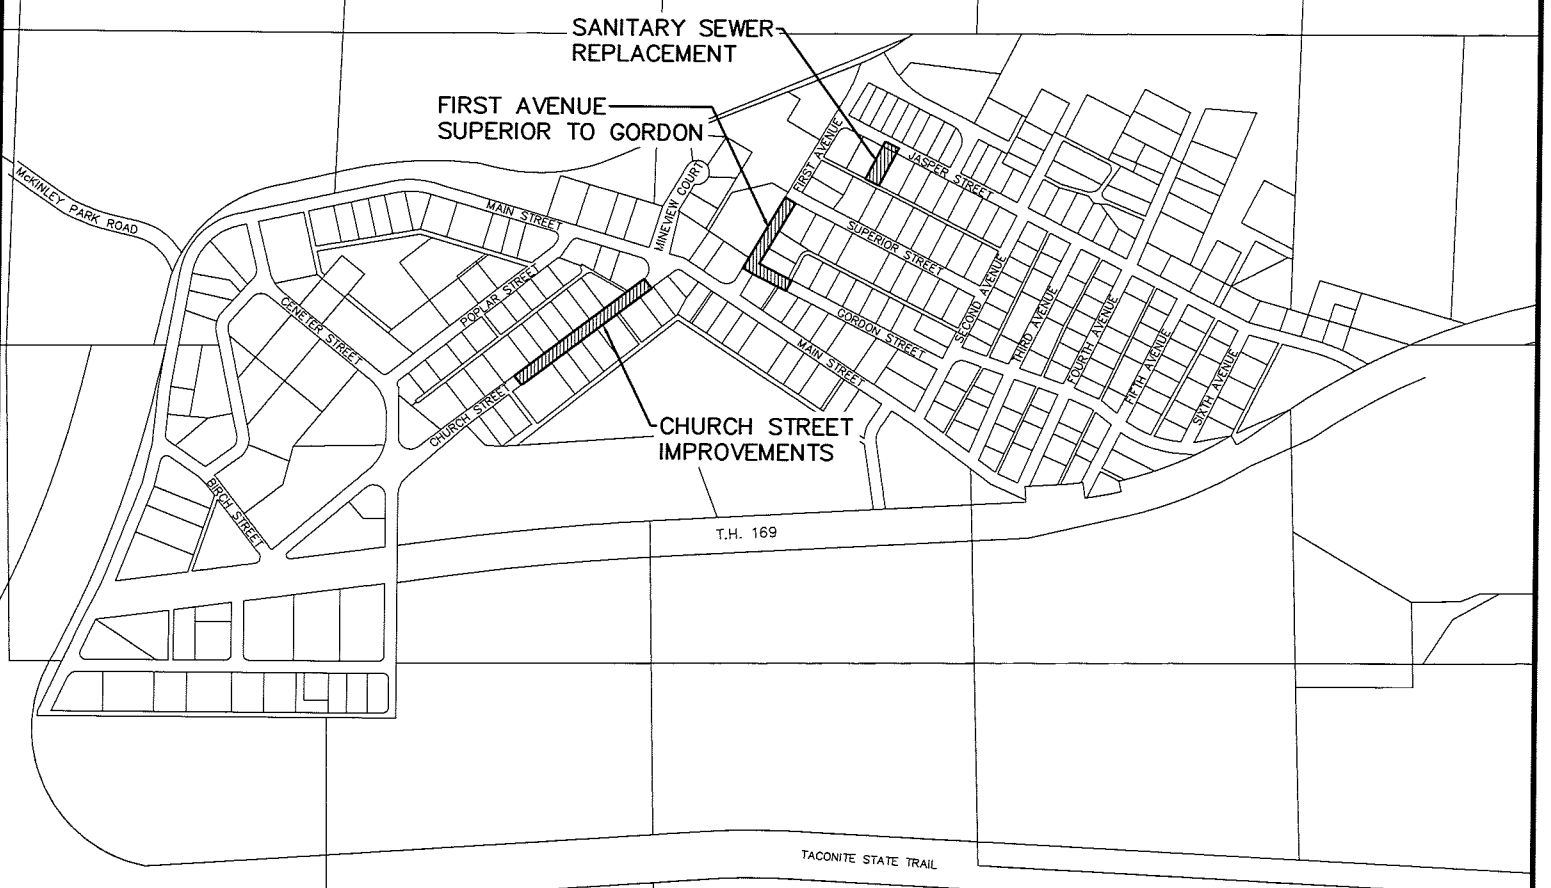 SANITARY SEWER
REPLACEMENT
FIRST AVENUE
SUPERIOR TO GORDON
McKINLEY PARK ROAD
MAIN STREET
MINEVIEW COURT
FIRST AVENUE
JASPER STREET
SUPERIOR STREET
POPLAR STREET
CENETER STREET
GORDON STREET
SECOND AVENUE
THIRD AVENUE
FOURTH AVENUE
FIFTH AVENUE
SIXTH AVENUE
MAIN STREET
CHURCH STREET
CHURCH STREET
IMPROVEMENTS
BIRCH STREET
T.H. 169
TACONITE STATE TRAIL